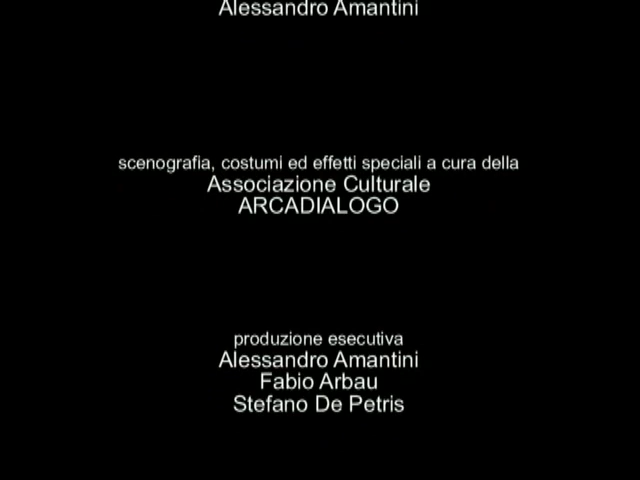 Alessandro Amantini
scenografia, costumi ed effetti speciali a cura della
Associazione Culturale
ARCADIALOGO
produzione esecutiva
Alessandro Amantini
Fabio Arbau
Stefano De Petris